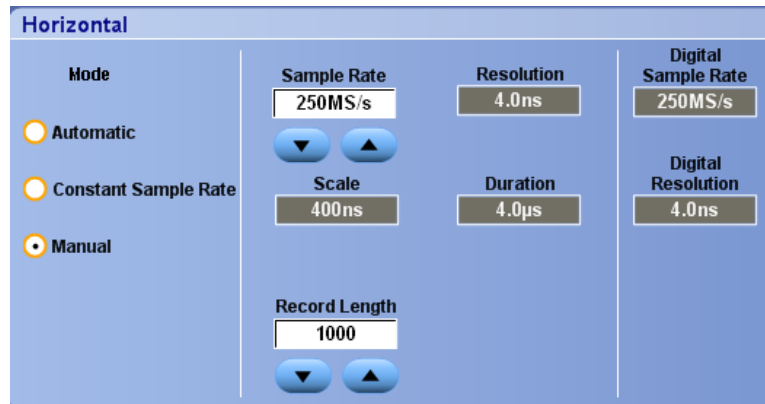 Horizontal
Mode
Automatic
Constant Sample Rate
Manual
Sample Rate
250MS/s
Scale
400ns
Record Length
1000
Resolution
4.0ns
Duration
4.0µs
Digital
Sample Rate
250MS/s
Digital
Resolution
4.0ns